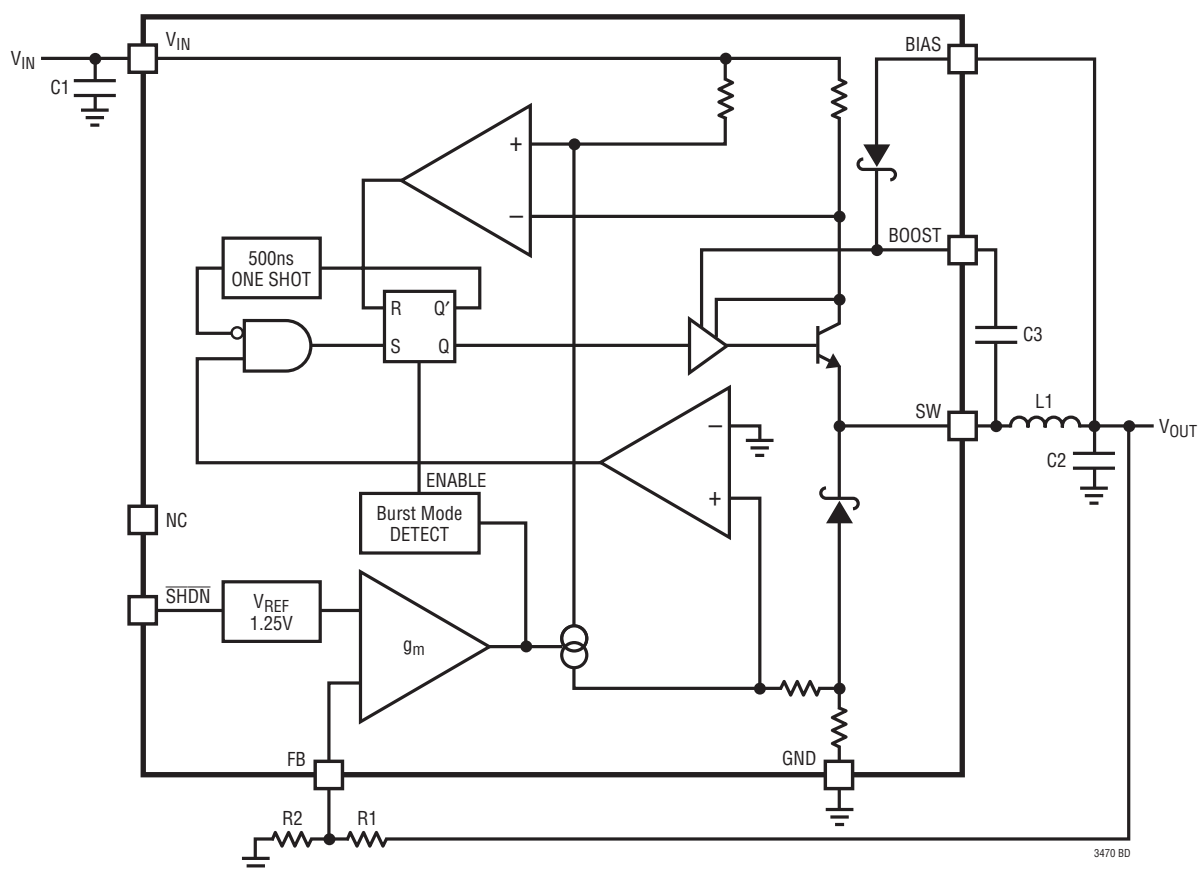 VIN
VIN
C1
BIAS
+
–
BOOST
500ns
ONE SHOT
R
Q′
S
Q
C3
SW
L1
VOUT
C2
–
+
ENABLE
Burst Mode
DETECT
NC
SHDN
VREF
1.25V
gm
FB
GND
R2
R1
3470 BD